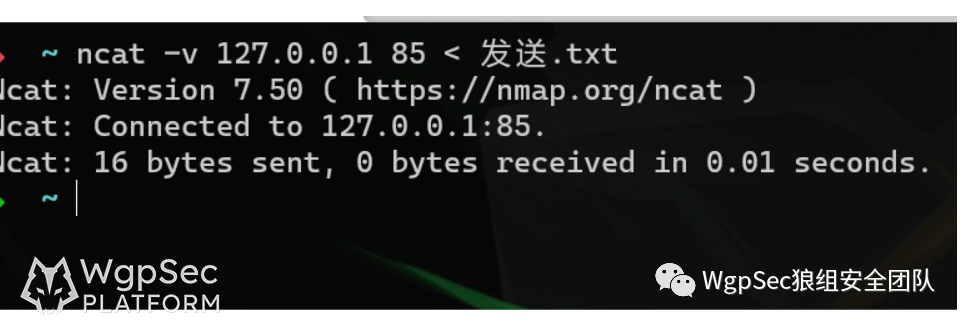 ~ ncat -v 127.0.0.1 85 < 发送.txt
Ncat: Version 7.50 ( https://nmap.org/ncat )
Ncat: Connected to 127.0.0.1:85.
Ncat: 16 bytes sent, 0 bytes received in 0.01 seconds.
~
WgpSec
PLATFORM
WgpSec狼组安全团队